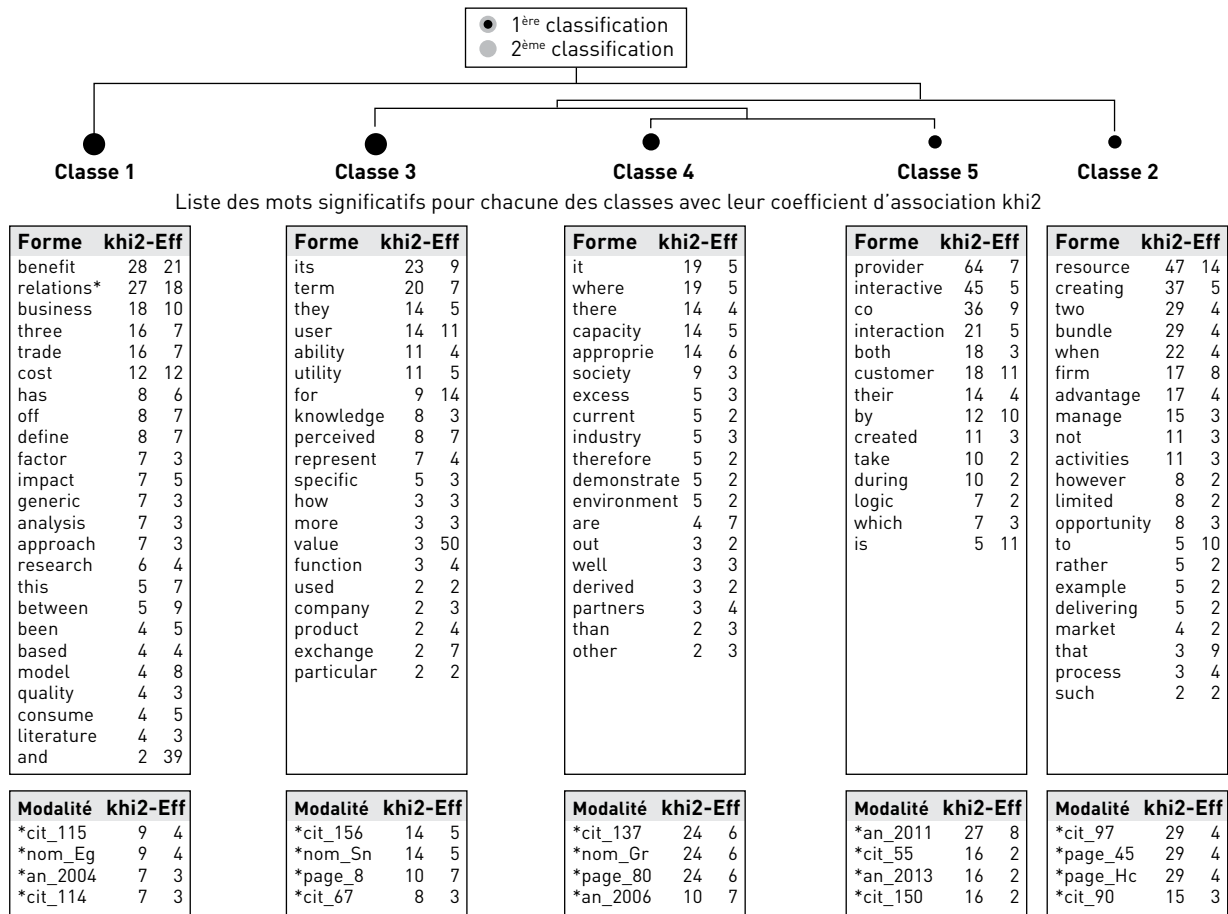 1ère classification
2ème classification
Classe 1 Classe 3 Classe 4 Classe 5 Classe 2
Liste des mots significatifs pour chacune des classes avec leur coefficient d'association khi2
Forme khi2-Eff
benefit 28 21
relations* 27 18
business 18 10
three 16 7
trade 16 7
cost 12 12
has 8 6
off 8 7
define 8 7
factor 7 3
impact 7 5
generic 7 3
analysis 7 3
approach 7 3
research 6 4
this 5 7
between 5 9
been 4 5
based 4 4
model 4 8
quality 4 3
consume 4 5
literature 4 3
and 2 39
Forme khi2-Eff
its 23 9
term 20 7
they 14 5
user 14 11
ability 11 4
utility 11 5
for 9 14
knowledge 8 3
perceived 8 7
represent 7 4
specific 5 3
how 3 3
more 3 3
value 3 50
function 3 4
used 2 2
company 2 3
product 2 4
exchange 2 7
particular 2 2
Forme khi2-Eff
it 19 5
where 19 5
there 14 4
capacity 14 5
approprie 14 6
society 9 3
excess 5 3
current 5 2
industry 5 3
therefore 5 2
demonstrate 5 2
environment 5 2
are 4 7
out 3 2
well 3 3
derived 3 2
partners 3 4
than 2 3
other 2 3
Forme khi2-Eff
provider 64 7
interactive 45 5
co 36 9
interaction 21 5
both 18 3
customer 18 11
their 14 4
by 12 10
created 11 3
take 10 2
during 10 2
logic 7 2
which 7 3
is 5 11
Forme khi2-Eff
resource 47 14
creating 37 5
two 29 4
bundle 29 4
when 22 4
firm 17 8
advantage 17 4
manage 15 3
not 11 3
activities 11 3
however 8 2
limited 8 2
opportunity 8 3
to 5 10
rather 5 2
example 5 2
delivering 5 2
market 4 2
that 3 9
process 3 4
such 2 2
Modalité khi2-Eff
*cit_115 9 4
*nom_Eg 9 4
*an_2004 7 3
*cit_114 7 3
Modalité khi2-Eff
*cit_156 14 5
*nom_Sn 14 5
*page_8 10 7
*cit_67 8 3
Modalité khi2-Eff
*cit_137 24 6
*nom_Gr 24 6
*page_80 24 6
*an_2006 10 7
Modalité khi2-Eff
*an_2011 27 8
*cit_55 16 2
*an_2013 16 2
*cit_150 16 2
Modalité khi2-Eff
*cit_97 29 4
*page_45 29 4
*page_Hc 29 4
*cit_90 15 3